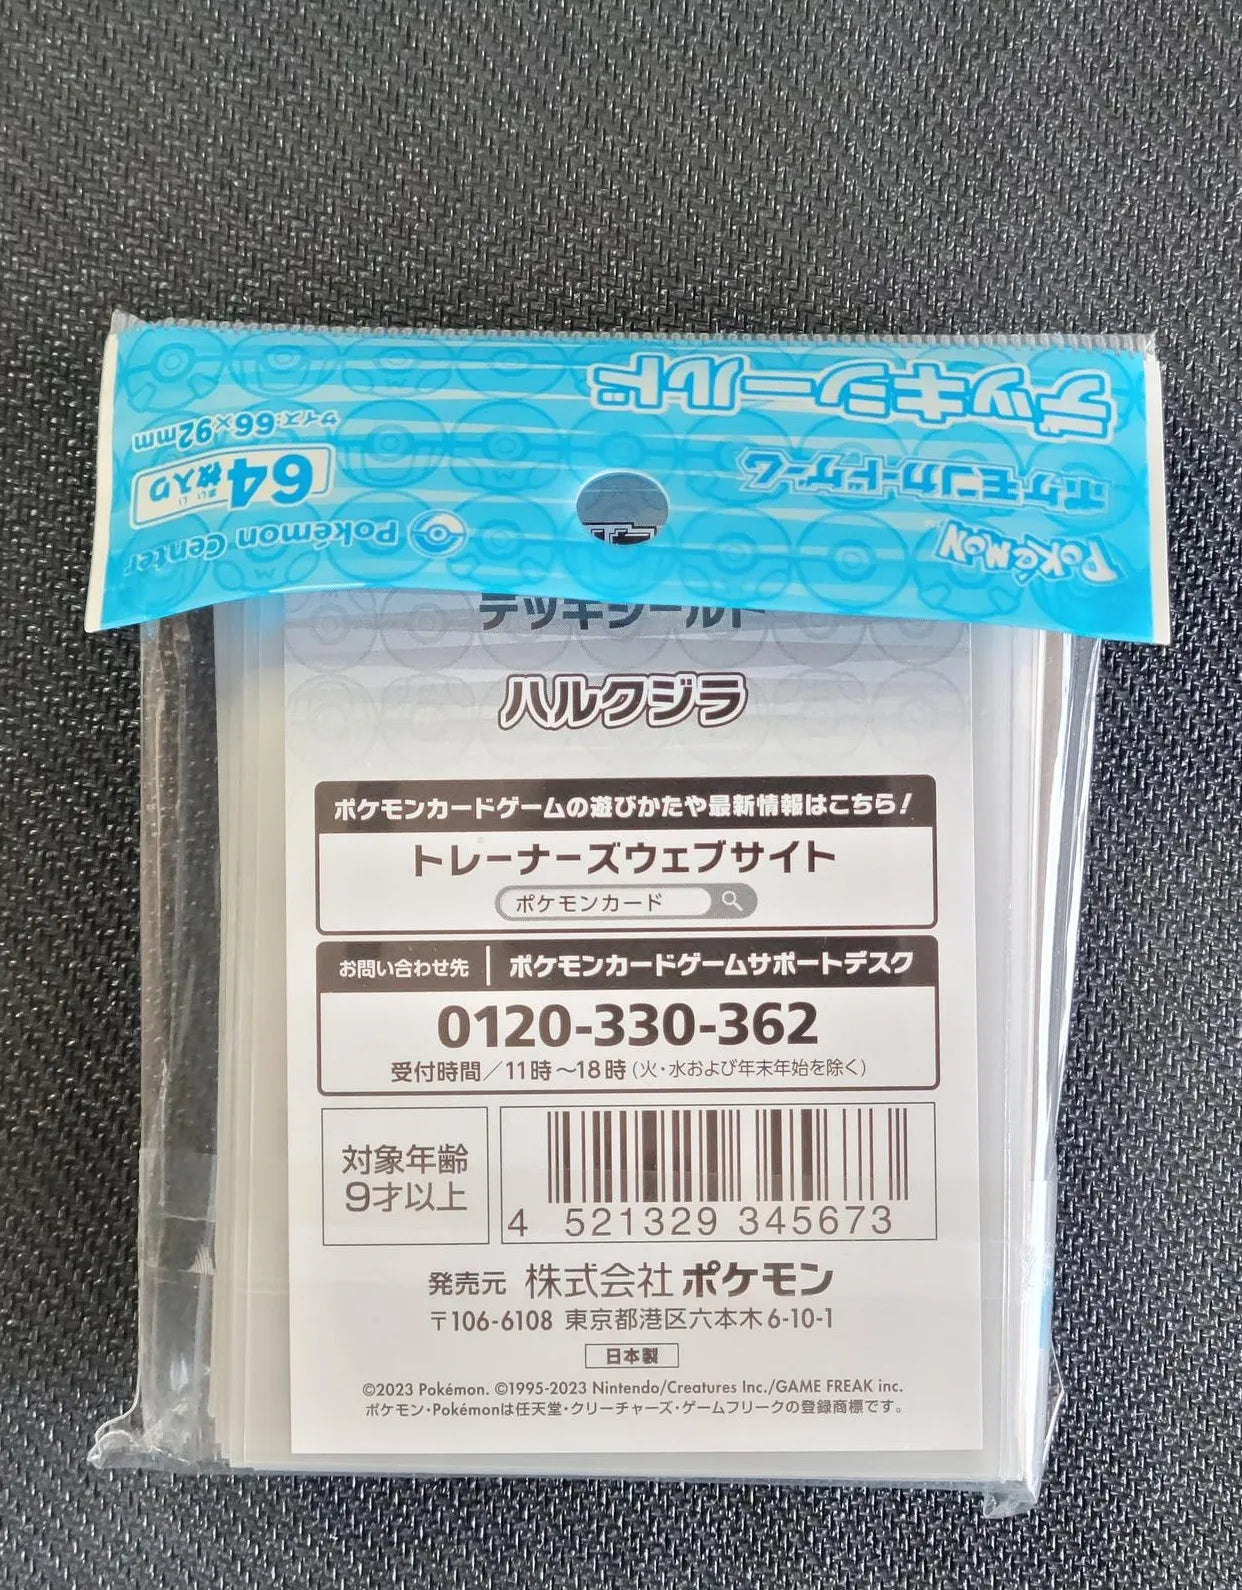 デッキシールド
ポケモンカードゲーム
POKéMON
サイズ:66×92mm
64枚入り
まい い
Pokémon Center
デッキシールド
ハルクジラ
ポケモンカードゲームの遊びかたや最新情報はこちら!
トレーナーズウェブサイト
ポケモンカード
お問い合わせ先 ポケモンカードゲームサポートデスク
0120-330-362
受付時間/11時~18時(火・水および年末年始を除く)
対象年齢
9才以上
4 521329 345673
発売元 株式会社 ポケモン
〒106-6108 東京都港区六本木6-10-1
日本製
©2023 Pokémon. ©1995-2023 Nintendo/Creatures Inc./GAME FREAK inc.
ポケモン・Pokémonは任天堂・クリーチャーズ・ゲームフリークの登録商標です。